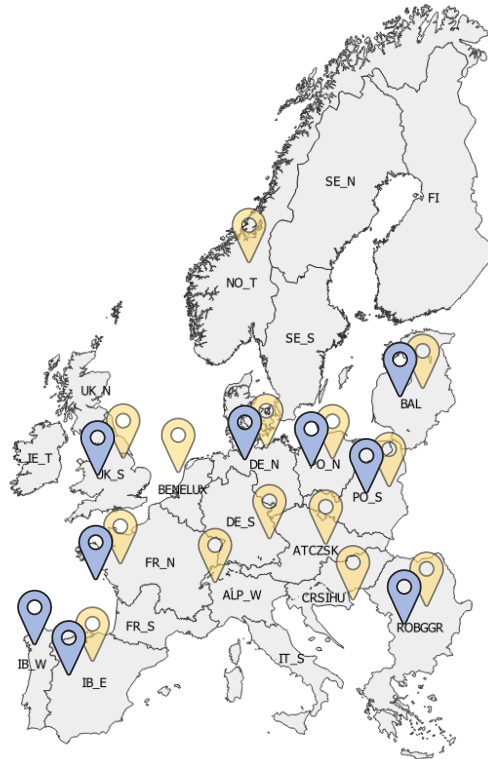 SE_N
FI
NO_T
SE_S
UK_N
BAL
IE_T
UK_S
BENELUX
DE_N
PO_N
PO_S
DE_S
ATCZSK
FR_N
ALP_W
CRSIHU
ROBGGR
FR_S
IB_W
IB_E
IT_S